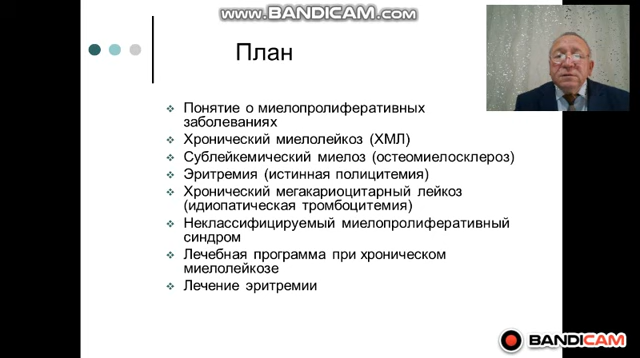 www.BANDICAM.com
План
Понятие о миелопролиферативных
заболеваниях
Хронический миелолейкоз (ХМЛ)
Сублейкемический миелоз (остеомиелосклероз)
Эритремия (истинная полицитемия)
Хронический мегакариоцитарный лейкоз
(идиопатическая тромбоцитемия)
Неклассифицируемый миелопролиферативный
синдром
Лечебная программа при хроническом
миелолейкозе
Лечение эритремии
BANDICAM